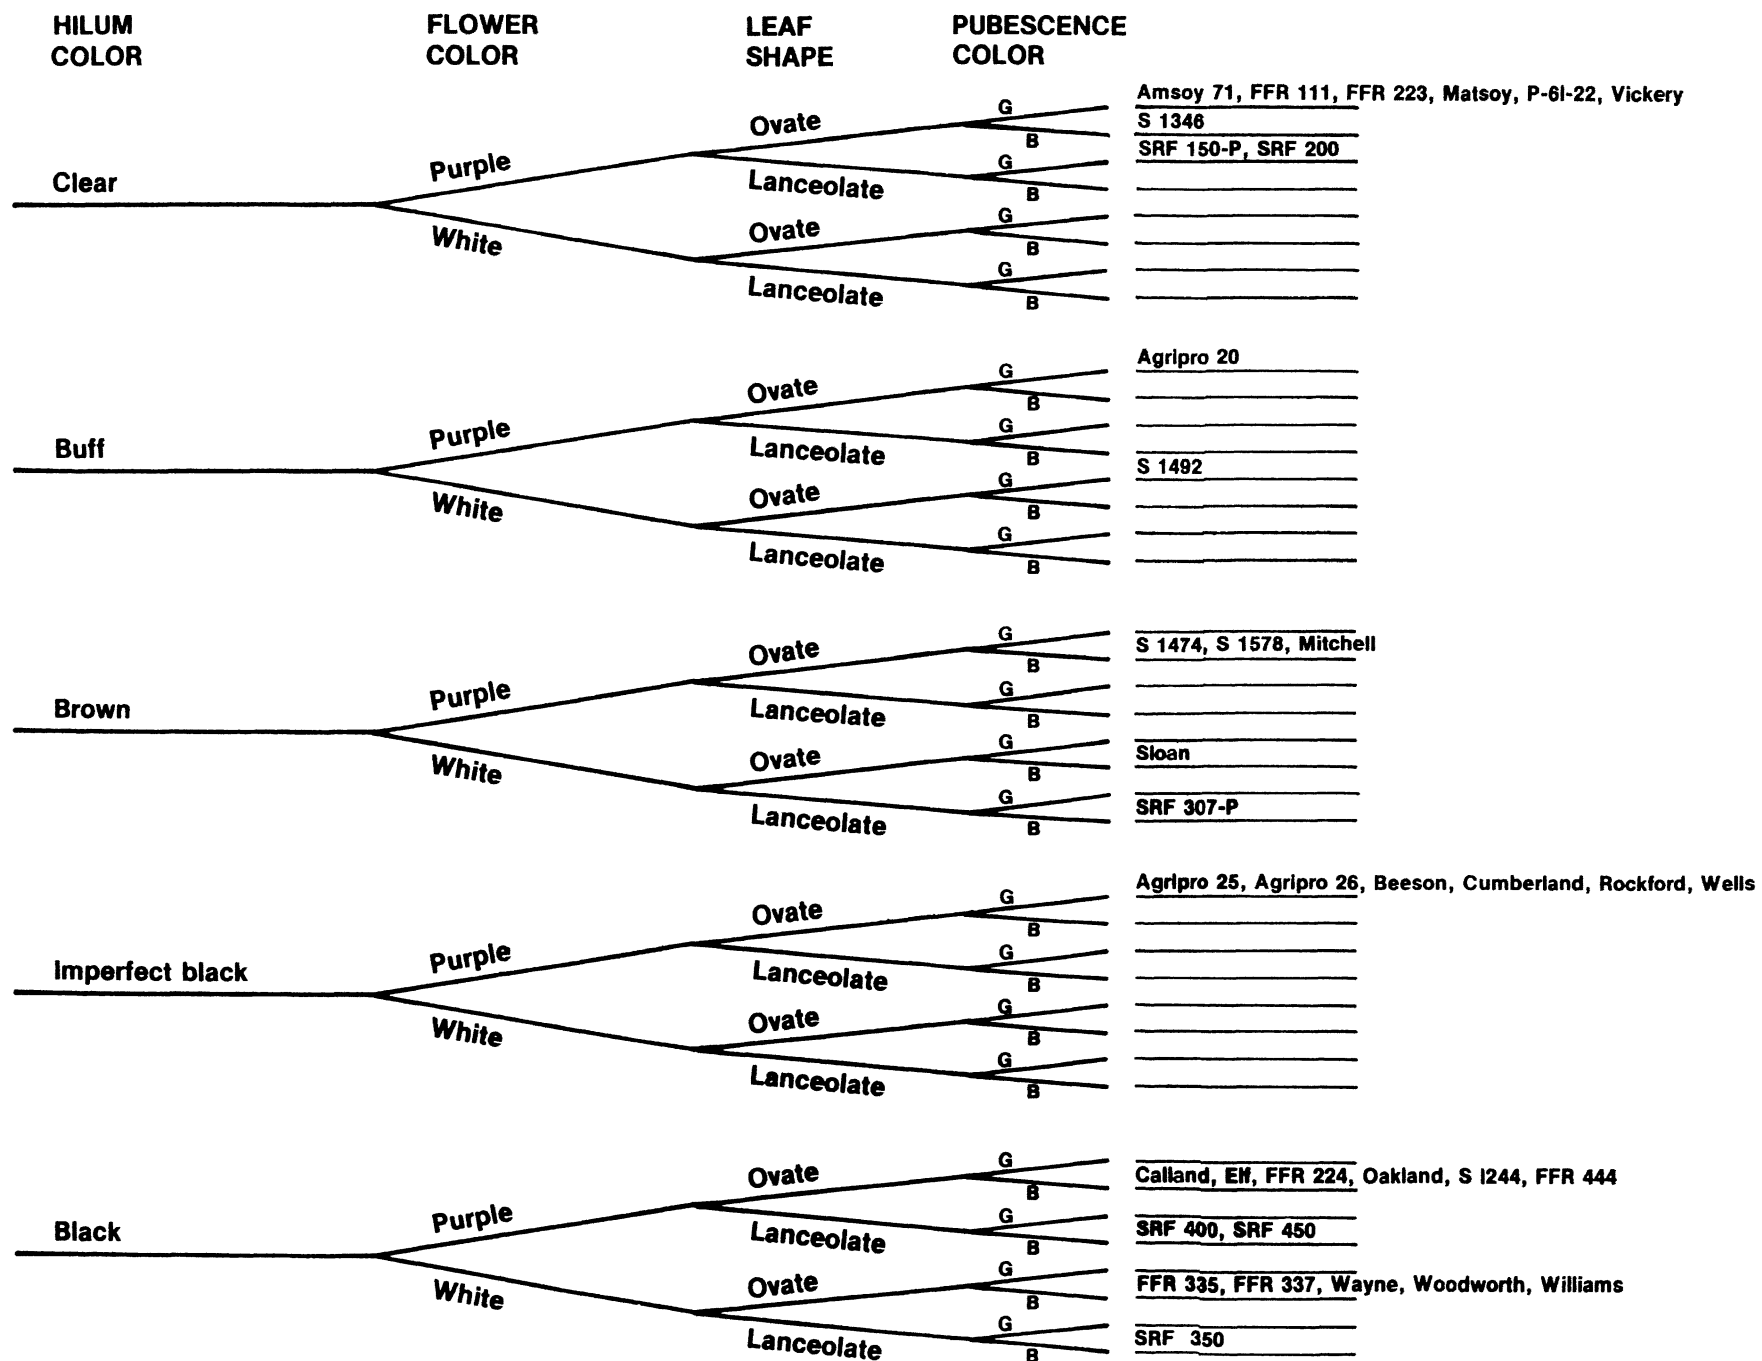 HILUM COLOR
FLOWER COLOR
LEAF SHAPE
PUBESCENCE COLOR
Clear
Purple
White
Ovate
Lanceolate
Ovate
Lanceolate
G
B
G
B
G
B
G
B
Amsoy 71, FFR 111, FFR 223, Matsoy, P-6I-22, Vickery
S 1346
SRF 150-P, SRF 200
Buff
Purple
White
Ovate
Lanceolate
Ovate
Lanceolate
G
B
G
B
G
B
G
B
Agripro 20
S 1492
Brown
Purple
White
Ovate
Lanceolate
Ovate
Lanceolate
G
B
G
B
G
B
G
B
S 1474, S 1578, Mitchell
Sloan
SRF 307-P
Imperfect black
Purple
White
Ovate
Lanceolate
Ovate
Lanceolate
G
B
G
B
G
B
G
B
Agripro 25, Agripro 26, Beeson, Cumberland, Rockford, Wells
Black
Purple
White
Ovate
Lanceolate
Ovate
Lanceolate
G
B
G
B
G
B
G
B
Calland, Elf, FFR 224, Oakland, S I244, FFR 444
SRF 400, SRF 450
FFR 335, FFR 337, Wayne, Woodworth, Williams
SRF 350